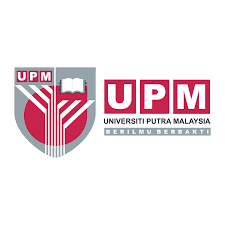 UPM
UPM
UNIVERSITI PUTRA MALAYSIA
BERILMU BERBAKTI